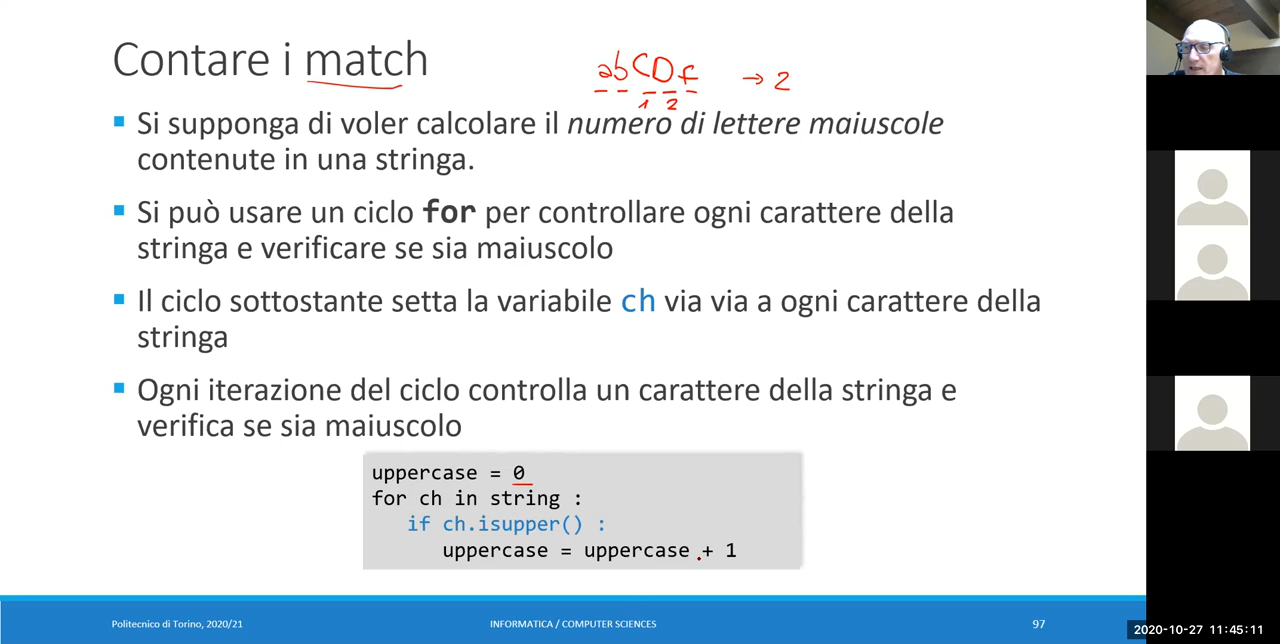 Contare i match
abCDf → 2
1 2
Si supponga di voler calcolare il numero di lettere maiuscole
contenute in una stringa.
Si può usare un ciclo for per controllare ogni carattere della
stringa e verificare se sia maiuscolo
Il ciclo sottostante setta la variabile ch via via a ogni carattere della
stringa
Ogni iterazione del ciclo controlla un carattere della stringa e
verifica se sia maiuscolo
uppercase = 0
for ch in string :
if ch.isupper() :
uppercase = uppercase + 1
Politecnico di Torino, 2020/21
INFORMATICA / COMPUTER SCIENCES
97
2020-10-27 11:45:11